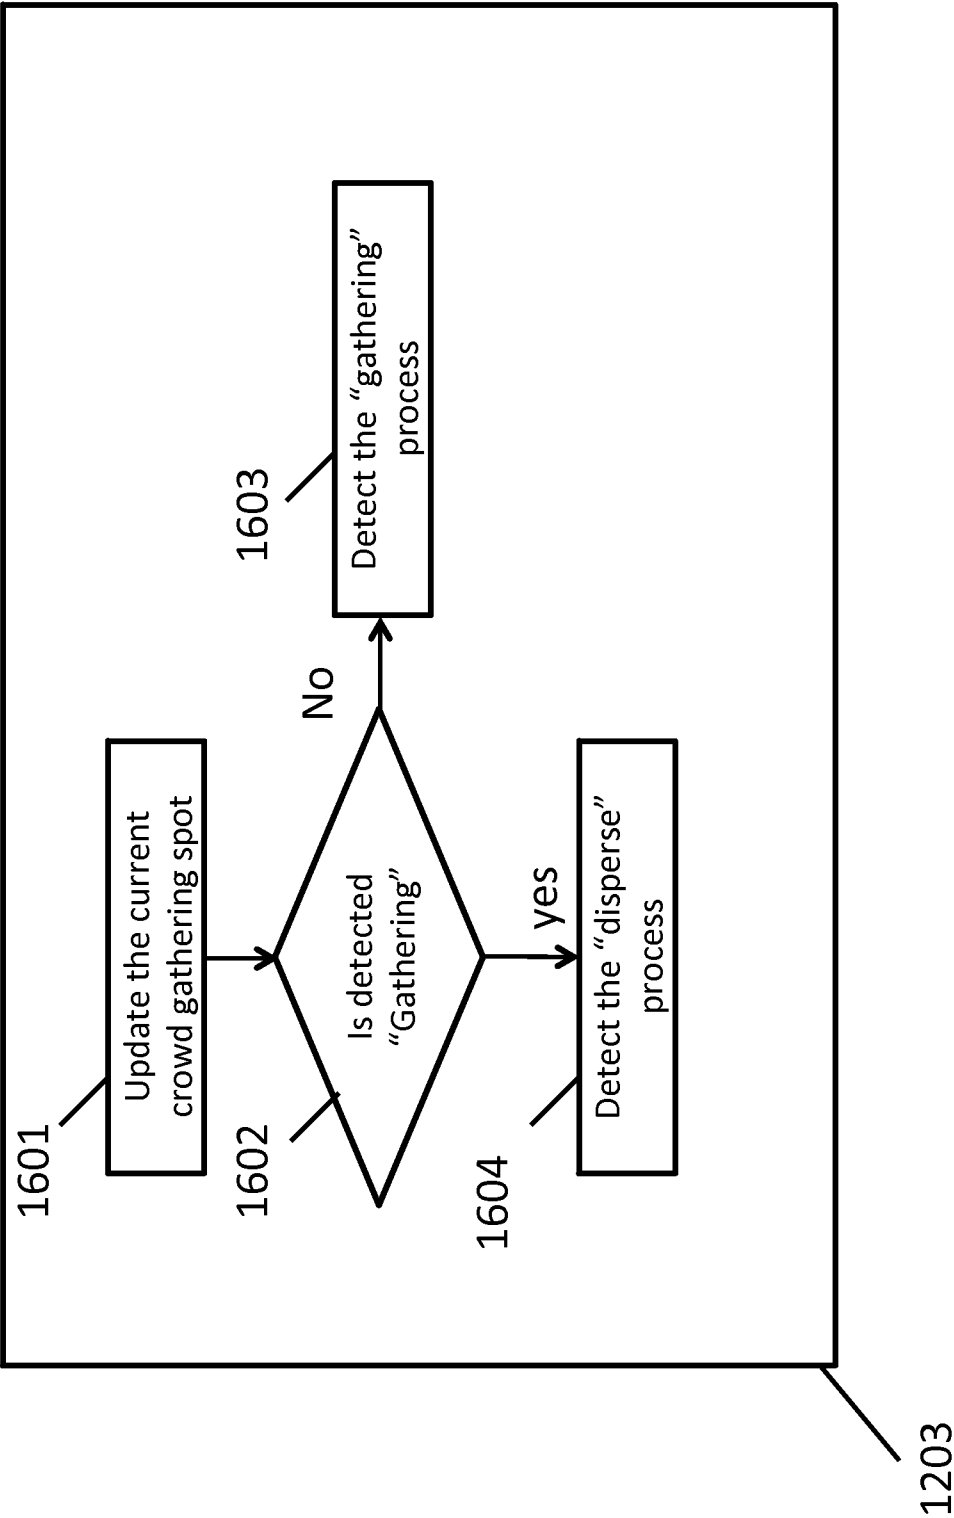 1601
Update the current
crowd gathering spot
1602
Is detected
“Gathering”
No
1603
Detect the “gathering”
process
yes
1604
Detect the “disperse”
process
1203